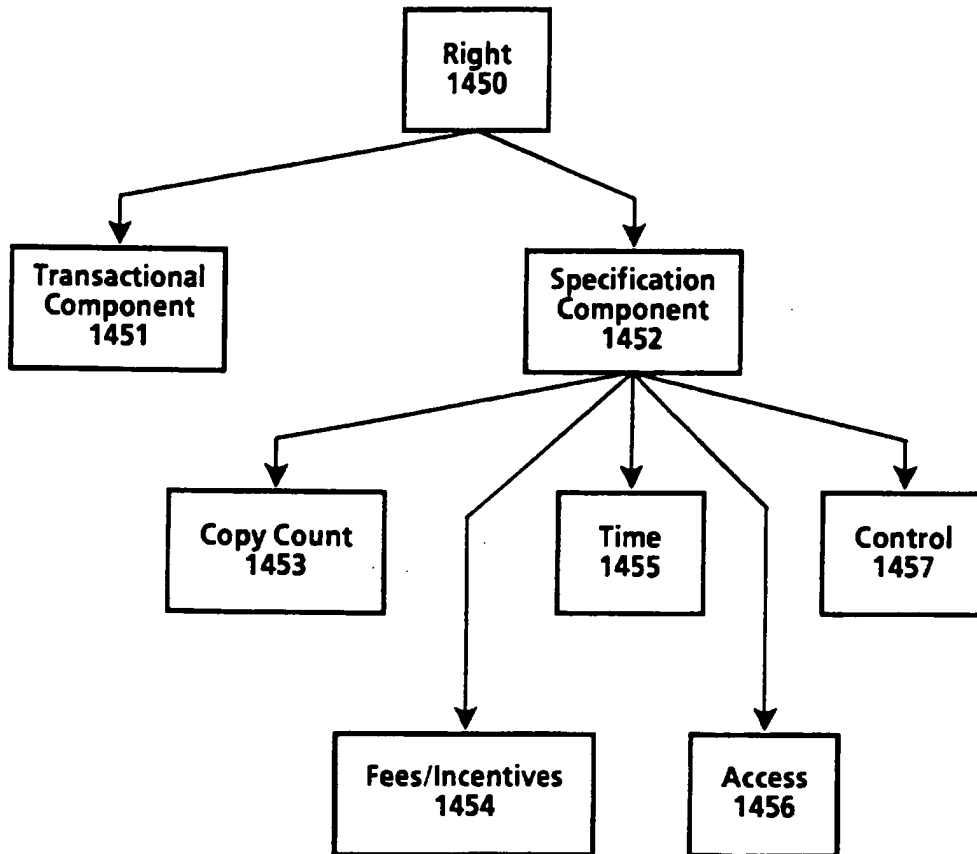 Right
1450
Transactional
Component
1451
Specification
Component
1452
Copy Count
1453
Time
1455
Control
1457
Fees/Incentives
1454
Access
1456